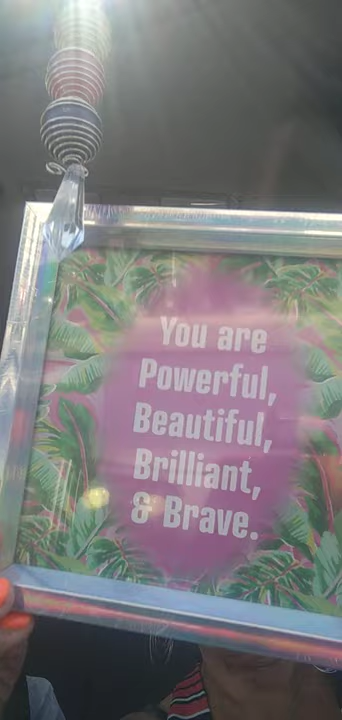 You are
Powerful,
Beautiful,
Brilliant,
& Brave.